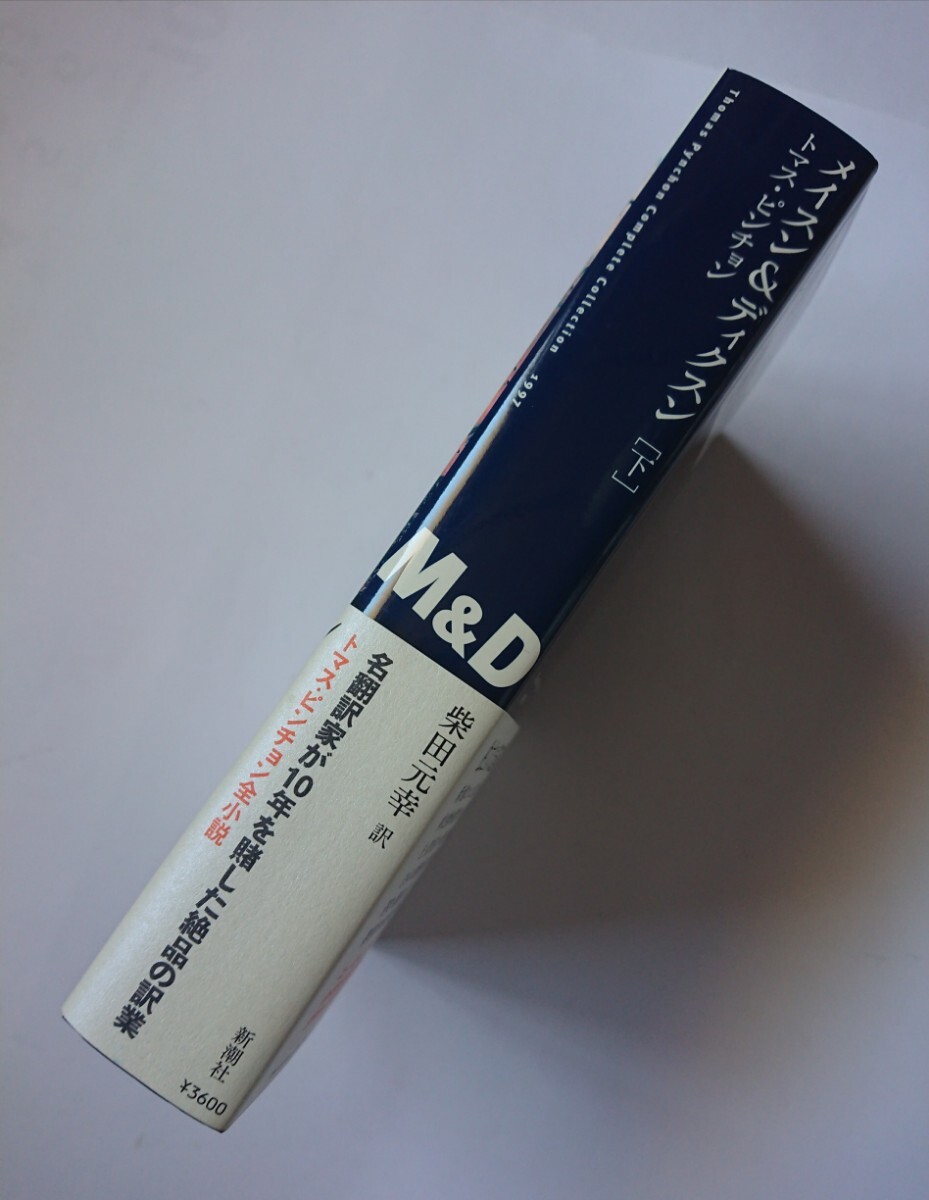 メイスン&ディクスン［下］
トマス・ピンチョン
Thomas Pynchon Complete Collection 1997
M&D
柴田元幸 訳
名翻訳家が10年を賭した絶品の訳業
トマス・ピンチョン全小説
新潮社
¥3600